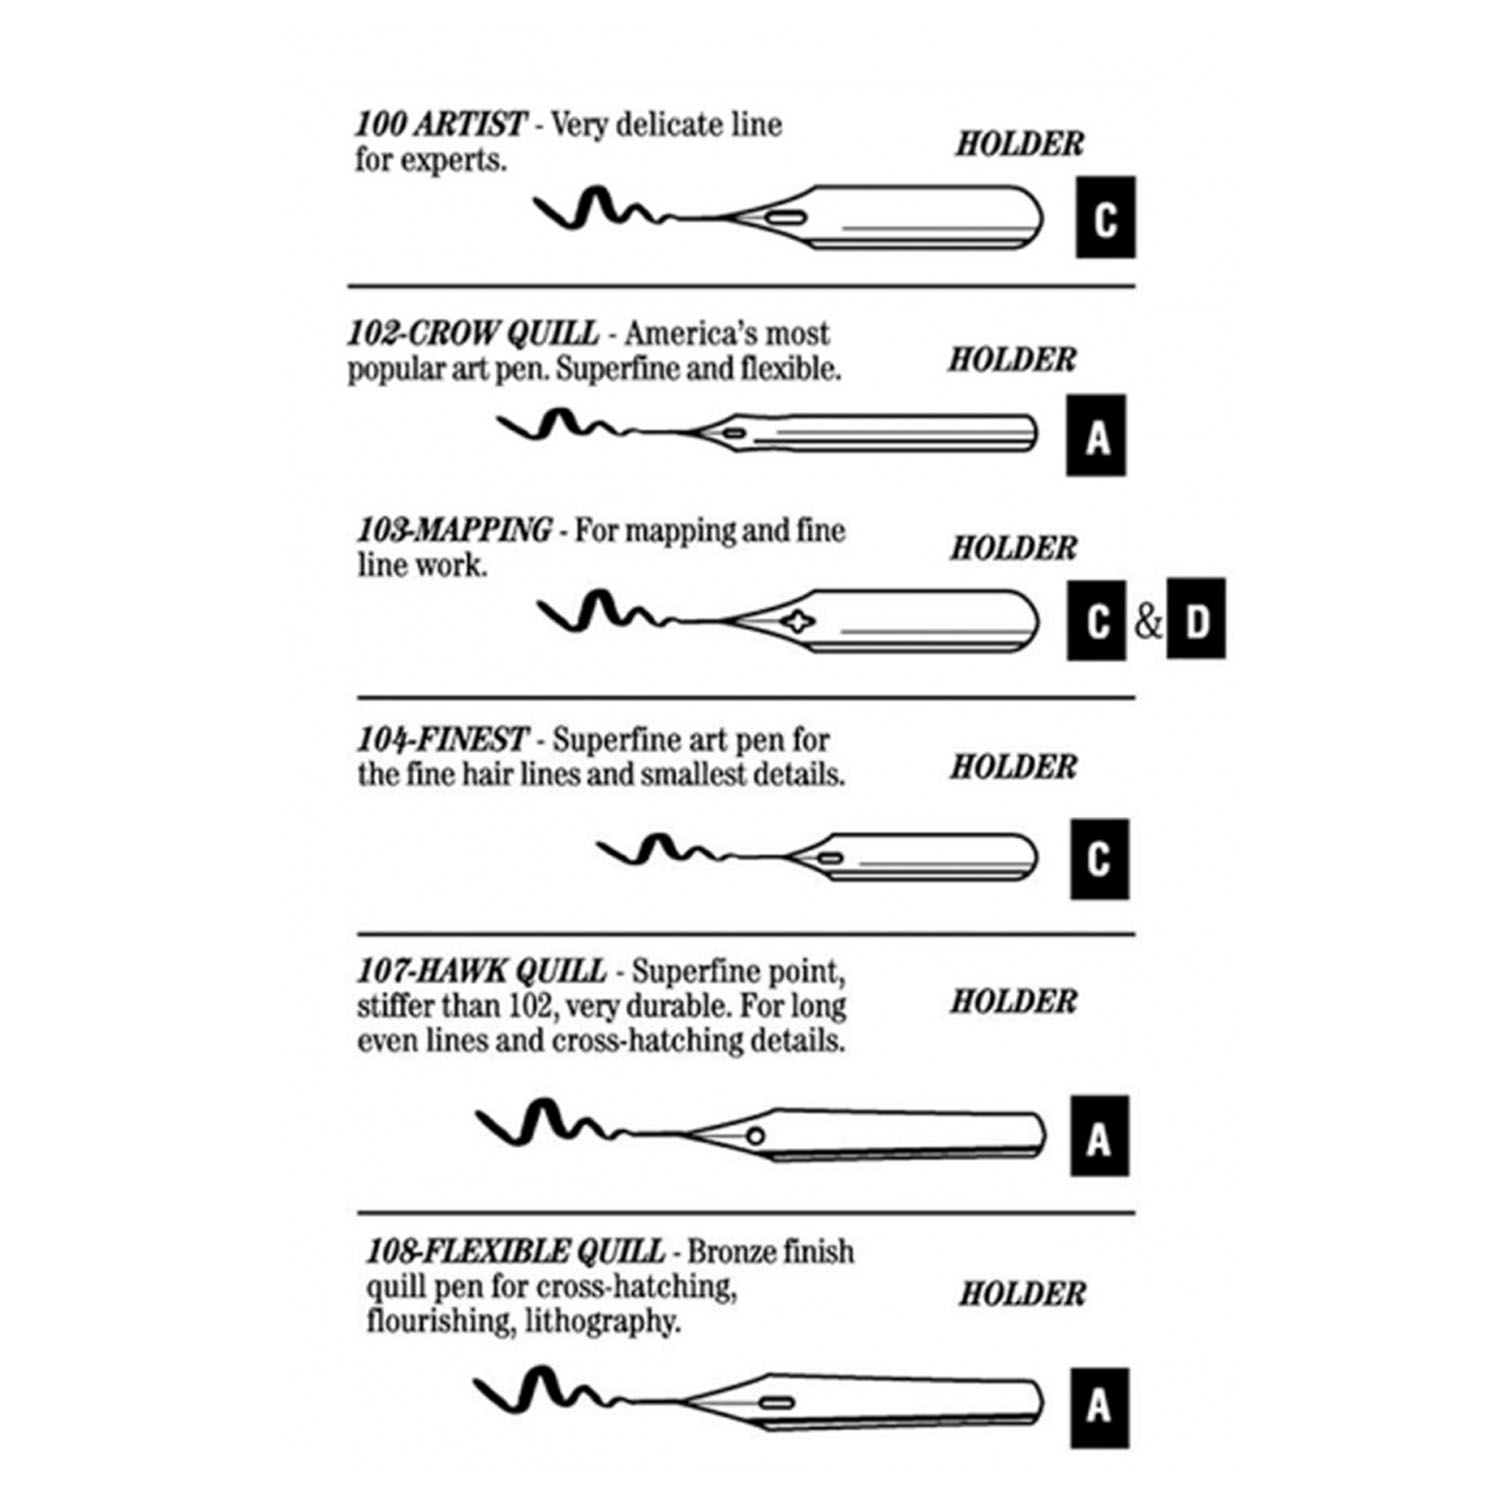 100 ARTIST - Very delicate line
for experts.
HOLDER
C
102-CROW QUILL - America's most
popular art pen. Superfine and flexible.
HOLDER
A
103-MAPPING - For mapping and fine
line work.
HOLDER
C & D
104-FINEST - Superfine art pen for
the fine hair lines and smallest details.
HOLDER
C
107-HAWK QUILL - Superfine point,
stiffer than 102, very durable. For long
even lines and cross-hatching details.
HOLDER
A
108-FLEXIBLE QUILL - Bronze finish
quill pen for cross-hatching,
flourishing, lithography.
HOLDER
A